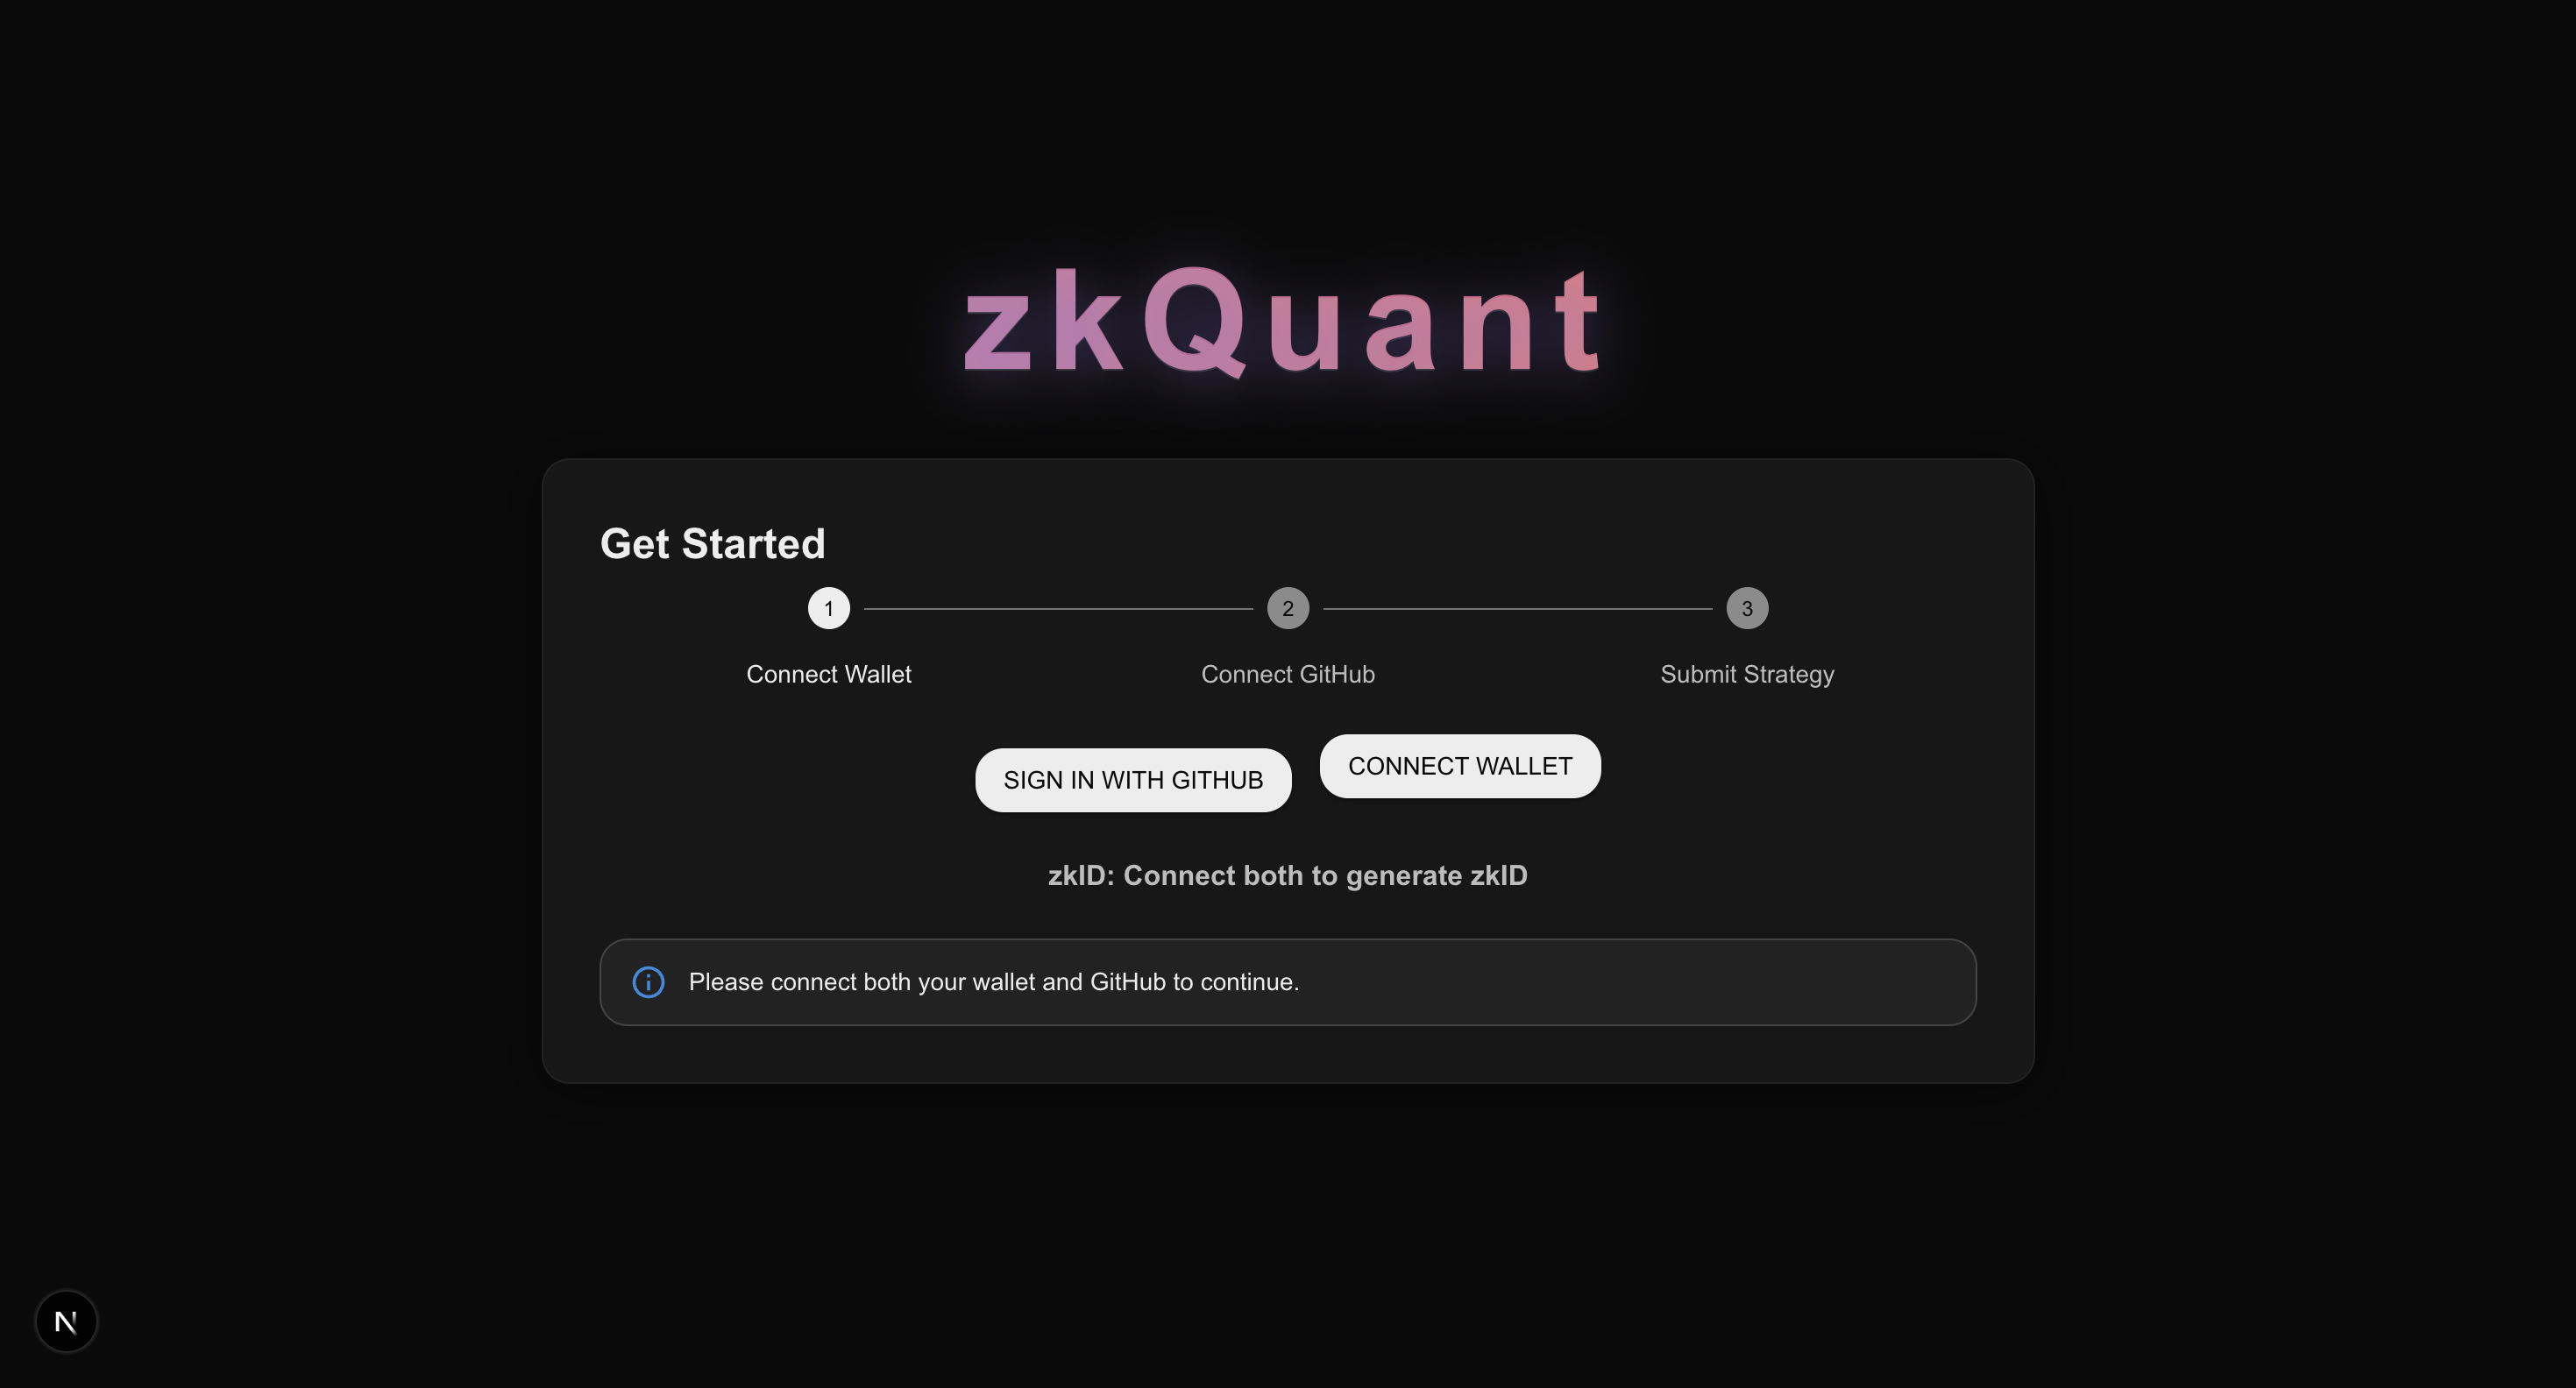 zkQuant
Get Started
1
2
3
Connect Wallet
Connect GitHub
Submit Strategy
SIGN IN WITH GITHUB
CONNECT WALLET
zkID: Connect both to generate zkID
Please connect both your wallet and GitHub to continue.
N